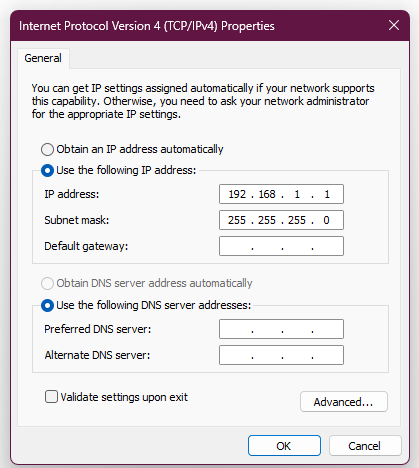 Internet Protocol Version 4 (TCP/IPv4) Properties
General
You can get IP settings assigned automatically if your network supports
this capability. Otherwise, you need to ask your network administrator
for the appropriate IP settings.
Obtain an IP address automatically
Use the following IP address:
IP address: 192 . 168 . 1 . 1
Subnet mask: 255 . 255 . 255 . 0
Default gateway: . . .
Obtain DNS server address automatically
Use the following DNS server addresses:
Preferred DNS server: . . .
Alternate DNS server: . . .
Validate settings upon exit
Advanced...
OK Cancel